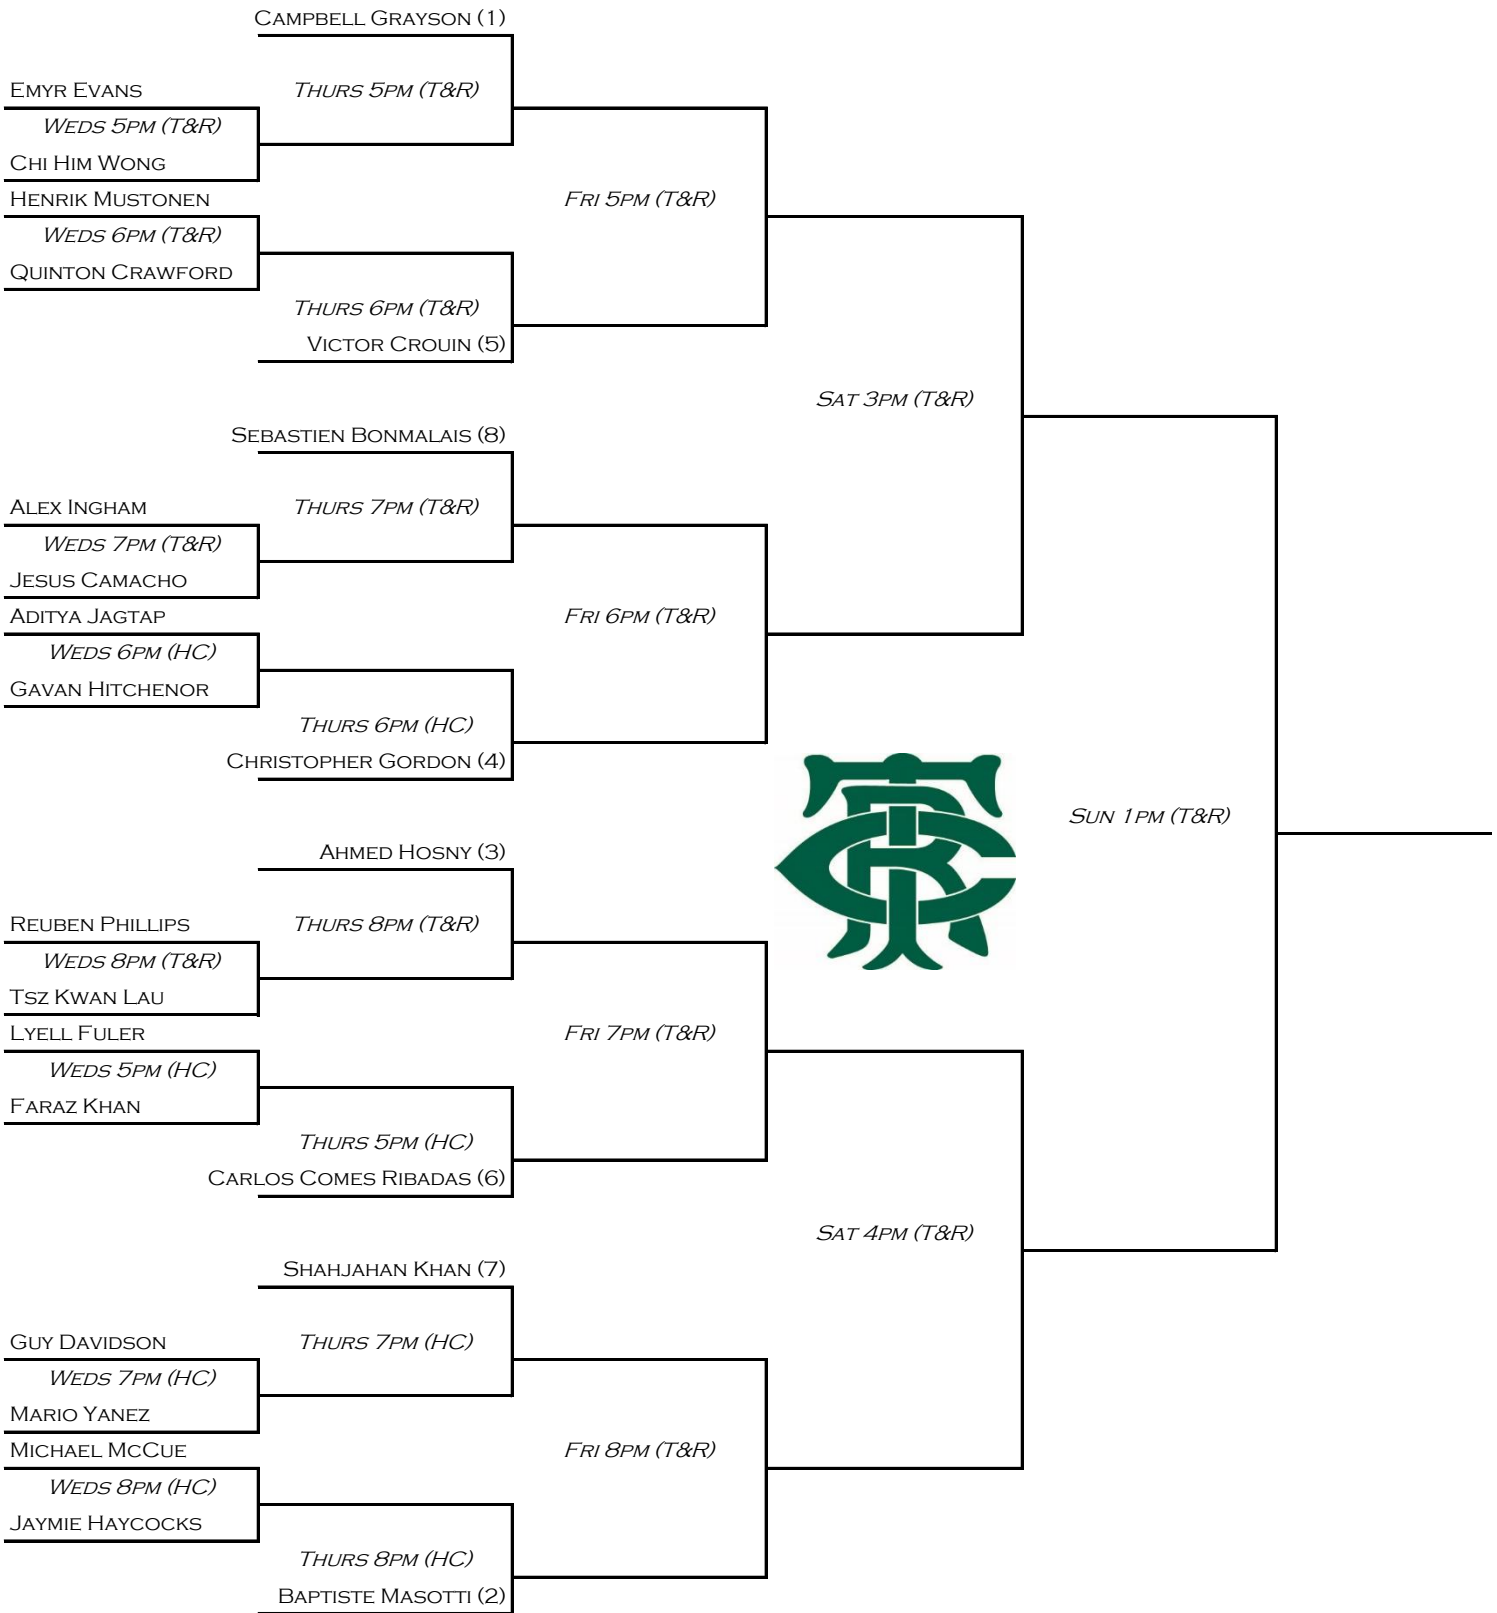 Campbell Grayson (1)
Emyr Evans
Thurs 5pm (T&R)
Weds 5pm (T&R)
Chi Him Wong
Henrik Mustonen
Fri 5pm (T&R)
Weds 6pm (T&R)
Quinton Crawford
Thurs 6pm (T&R)
Victor Crouin (5)
Sat 3pm (T&R)
Sebastien Bonmalais (8)
Alex Ingham
Thurs 7pm (T&R)
Weds 7pm (T&R)
Jesus Camacho
Aditya Jagtap
Fri 6pm (T&R)
Weds 6pm (HC)
Gavan Hitchenor
Thurs 6pm (HC)
Christopher Gordon (4)
Sun 1pm (T&R)
Ahmed Hosny (3)
Reuben Phillips
Thurs 8pm (T&R)
Weds 8pm (T&R)
Tsz Kwan Lau
Lyell Fuler
Fri 7pm (T&R)
Weds 5pm (HC)
Faraz Khan
Thurs 5pm (HC)
Carlos Comes Ribadas (6)
Sat 4pm (T&R)
Shahjahan Khan (7)
Guy Davidson
Thurs 7pm (HC)
Weds 7pm (HC)
Mario Yanez
Michael McCue
Fri 8pm (T&R)
Weds 8pm (HC)
Jaymie Haycocks
Thurs 8pm (HC)
Baptiste Masotti (2)